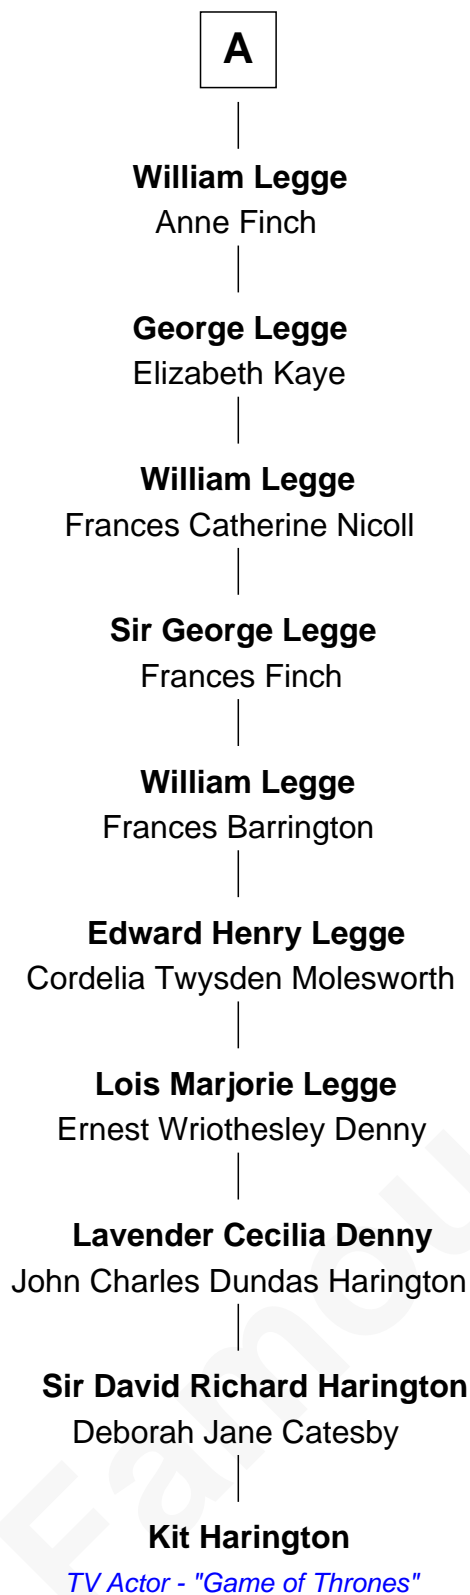 A
William Legge
Anne Finch
George Legge
Elizabeth Kaye
William Legge
Frances Catherine Nicoll
Sir George Legge
Frances Finch
William Legge
Frances Barrington
Edward Henry Legge
Cordelia Twysden Molesworth
Lois Marjorie Legge
Ernest Wriothesley Denny
Lavender Cecilia Denny
John Charles Dundas Harington
Sir David Richard Harington
Deborah Jane Catesby
Kit Harington
TV Actor - "Game of Thrones"